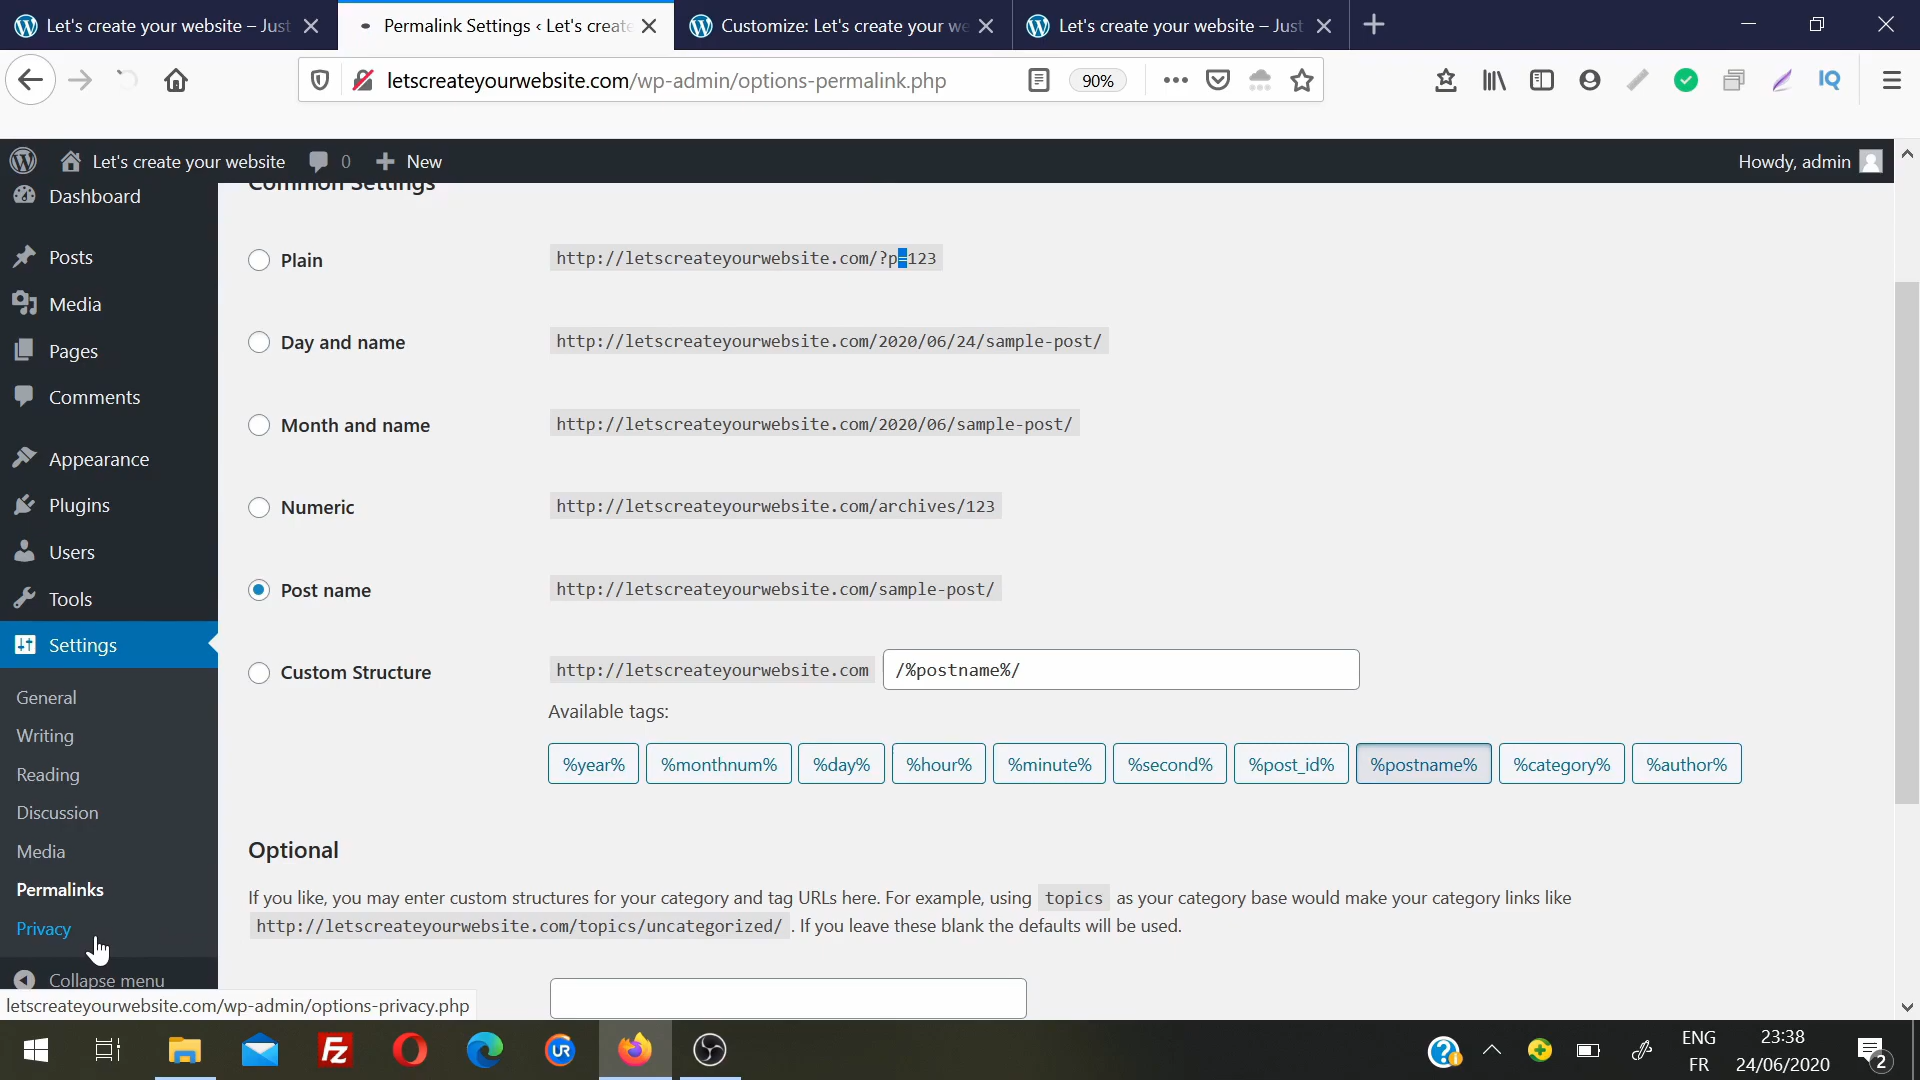 Let's create your website – Just
Permalink Settings ‹ Let's create
Customize: Let's create your we
Let's create your website – Just
letscreateyourwebsite.com/wp-admin/options-permalink.php
90%
IQ
Let's create your website
0
New
Howdy, admin
Dashboard
Posts
Media
Pages
Comments
Appearance
Plugins
Users
Tools
Settings
General
Writing
Reading
Discussion
Media
Permalinks
Privacy
Collapse menu
Common Settings
Plain
http://letscreateyourwebsite.com/?p=123
Day and name
http://letscreateyourwebsite.com/2020/06/24/sample-post/
Month and name
http://letscreateyourwebsite.com/2020/06/sample-post/
Numeric
http://letscreateyourwebsite.com/archives/123
Post name
http://letscreateyourwebsite.com/sample-post/
Custom Structure
http://letscreateyourwebsite.com
/%postname%/
Available tags:
%year% %monthnum% %day% %hour% %minute% %second% %post_id% %postname% %category% %author%
Optional
If you like, you may enter custom structures for your category and tag URLs here. For example, using topics as your category base would make your category links like
http://letscreateyourwebsite.com/topics/uncategorized/ . If you leave these blank the defaults will be used.
letscreateyourwebsite.com/wp-admin/options-privacy.php
Fz
UR
ENG
FR
23:38
24/06/2020
2